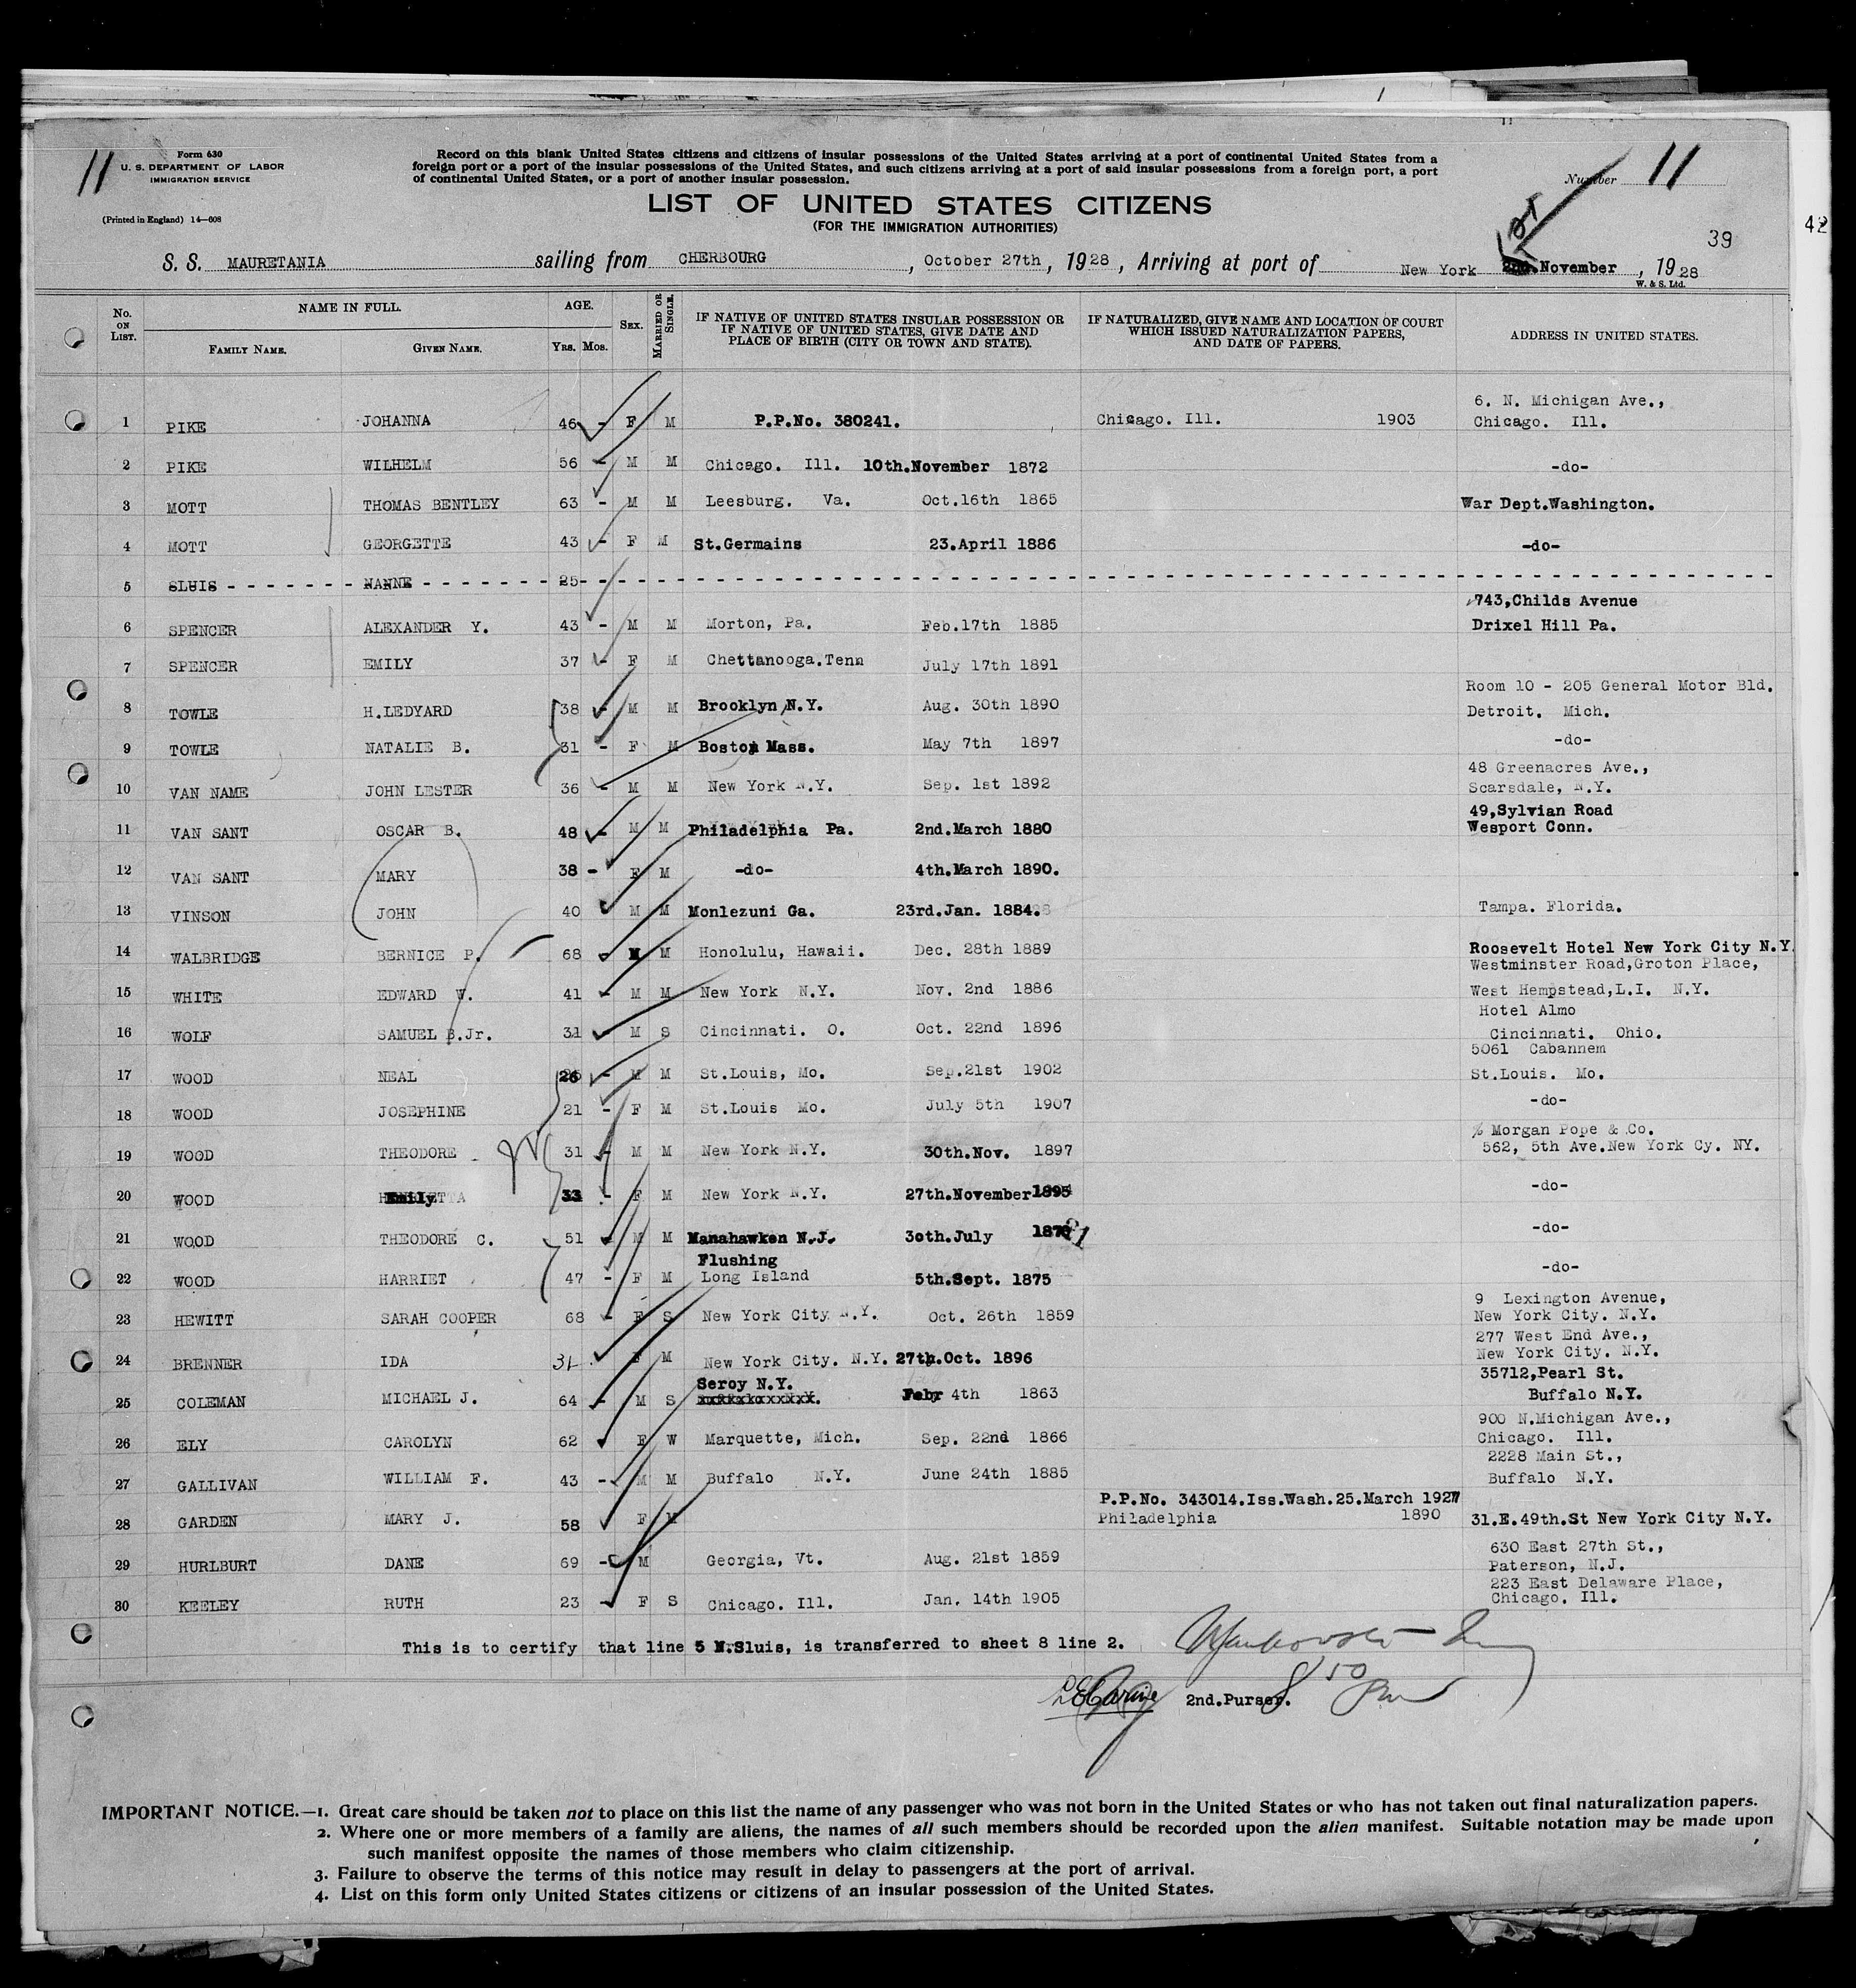 11
Form 630
U. S. DEPARTMENT OF LABOR
IMMIGRATION SERVICE
(Printed in England) 14—608
Record on this blank United States citizens and citizens of insular possessions of the United States arriving at a port of continental United States from a
foreign port or a port of the insular possessions of the United States, and such citizens arriving at a port of said insular possessions from a foreign port, a port
of continental United States, or a port of another insular possession.
Number 11
LIST OF UNITED STATES CITIZENS
(FOR THE IMMIGRATION AUTHORITIES)
39
42
S. S. MAURETANIA sailing from CHERBOURG, October 27th, 1928, Arriving at port of New York November, 1928
W. & S. Ltd.
No. ON LIST. NAME IN FULL. AGE. SEX. MARRIED OR SINGLE. IF NATIVE OF UNITED STATES INSULAR POSSESSION OR IF NATIVE OF UNITED STATES, GIVE DATE AND PLACE OF BIRTH (CITY OR TOWN AND STATE). IF NATURALIZED, GIVE NAME AND LOCATION OF COURT WHICH ISSUED NATURALIZATION PAPERS, AND DATE OF PAPERS. ADDRESS IN UNITED STATES.
FAMILY NAME. GIVEN NAME. YRS. MOS.
6. N. Michigan Ave.,
1 PIKE JOHANNA 46 - F M P.P.No. 380241. Chicago. Ill. 1903 Chicago. Ill.
2 PIKE WILHELM 56 - M M Chicago. Ill. 10th.November 1872 -do-
3 MOTT THOMAS BENTLEY 63 - M M Leesburg. Va. Oct.16th 1865 War Dept.Washington.
4 MOTT GEORGETTE 43 - F M St.Germains 23.April 1886 -do-
5 SLUIS - - - - NANNE - - - - 25- -
743,Childs Avenue
6 SPENCER ALEXANDER Y. 43 - M M Morton, Pa. Feb.17th 1885 Drixel Hill Pa.
7 SPENCER EMILY 37 - F M Chettanooga.Tenn July 17th 1891
Room 10 - 205 General Motor Bld.
8 TOWLE H.LEDYARD 38 - M M Brooklyn N.Y. Aug. 30th 1890 Detroit. Mich.
9 TOWLE NATALIE B. 31 - F M Boston Mass. May 7th 1897 -do-
48 Greenacres Ave.,
10 VAN NAME JOHN LESTER 36 - M M New York N.Y. Sep. 1st 1892 Scarsdale, N.Y.
49,Sylvian Road
11 VAN SANT OSCAR B. 48 - M M Philadelphia Pa. 2nd.March 1880 Wesport Conn.
12 VAN SANT MARY 38 - F M -do- 4th.March 1890.
13 VINSON JOHN 40 M M Monlezuni Ga. 23rd.Jan. 1884. Tampa. Florida.
14 WALBRIDGE BERNICE P. 68 M M Honolulu, Hawaii. Dec. 28th 1889 Roosevelt Hotel New York City N.Y.
Westminster Road,Groton Place,
15 WHITE EDWARD W. 41 - M M New York N.Y. Nov. 2nd 1886 West Hempstead,L.I. N.Y.
Hotel Almo
16 WOLF SAMUEL B.Jr. 31 - M S Cincinnati. O. Oct. 22nd 1896 Cincinnati. Ohio.
5061 Cabannem
17 WOOD NEAL 26 M M St.Louis, Mo. Sep.21st 1902 St.Louis. Mo.
18 WOOD JOSEPHINE 21 - F M St.Louis Mo. July 5th 1907 -do-
% Morgan Pope & Co.
19 WOOD THEODORE 31 - M M New York N.Y. 30th.Nov. 1897 562, 5th Ave.New York Cy. NY.
20 WOOD Emily 33 - F M New York N.Y. 27th.November 1895 -do-
21 WOOD THEODORE C. 51 - M M Manahawken N.J. 30th.July -do-
Flushing
22 WOOD HARRIET 47 - F M Long Island 5th.Sept. 1875 -do-
9 Lexington Avenue,
23 HEWITT SARAH COOPER 68 - F S New York City N.Y. Oct. 26th 1859 New York City. N.Y.
277 West End Ave.,
24 BRENNER IDA F M New York City. N.Y. 27th.Oct. 1896 New York City. N.Y.
Seroy N.Y. 35712,Pearl St.
25 COLEMAN MICHAEL J. 64 - M S Febr 4th 1863 Buffalo N.Y.
900 N.Michigan Ave.,
26 ELY CAROLYN 62 F W Marquette, Mich. Sep. 22nd 1866 Chicago. Ill.
2228 Main St.,
27 GALLIVAN WILLIAM F. 43 - M M Buffalo N.Y. June 24th 1885 Buffalo N.Y.
P.P.No. 343014.Iss.Wash.25.March 1927
28 GARDEN MARY J. 58 F M Philadelphia 1890 31.E.49th.St New York City N.Y.
630 East 27th St.,
29 HURLBURT DANE 69 - M Georgia, Vt. Aug. 21st 1859 Paterson, N.J.
223 East Delaware Place,
30 KEELEY RUTH 23 - F S Chicago. Ill. Jan. 14th 1905 Chicago. Ill.
This is to certify that line 5 N.Sluis, is transferred to sheet 8 line 2.
2nd.Purser.
IMPORTANT NOTICE.—1. Great care should be taken not to place on this list the name of any passenger who was not born in the United States or who has not taken out final naturalization papers.
2. Where one or more members of a family are aliens, the names of all such members should be recorded upon the alien manifest. Suitable notation may be made upon
such manifest opposite the names of those members who claim citizenship.
3. Failure to observe the terms of this notice may result in delay to passengers at the port of arrival.
4. List on this form only United States citizens or citizens of an insular possession of the United States.